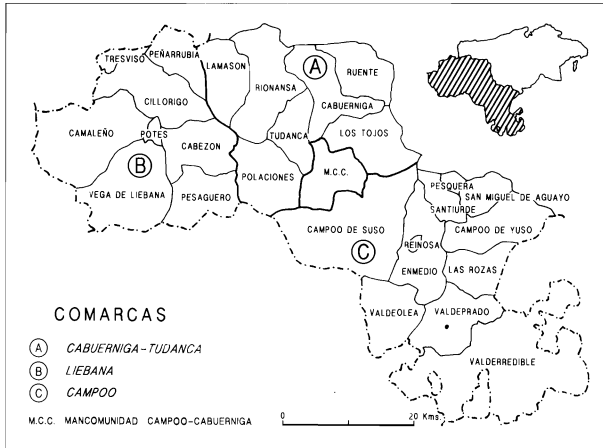 TRESVISO
PEÑARRUBIA
LAMASON
RIONANSA
A
RUENTE
CABUERNIGA
CILLORIGO
CAMALEÑO
POTES
CABEZON
TUDANCA
LOS TOJOS
B
POLACIONES
M.C.C.
PESQUERA
SAN MIGUEL DE AGUAYO
VEGA DE LIEBANA
PESAGUERO
SANTIURDE
CAMPOO DE SUSO
CAMPOO DE YUSO
C
REINOSA
ENMEDIO
LAS ROZAS
VALDEOLEA
VALDEPRADO
VALDERREDIBLE
COMARCAS
A CABUERNIGA-TUDANCA
B LIEBANA
C CAMPOO
M.C.C. MANCOMUNIDAD CAMPOO-CABUERNIGA
0 20 Kms.